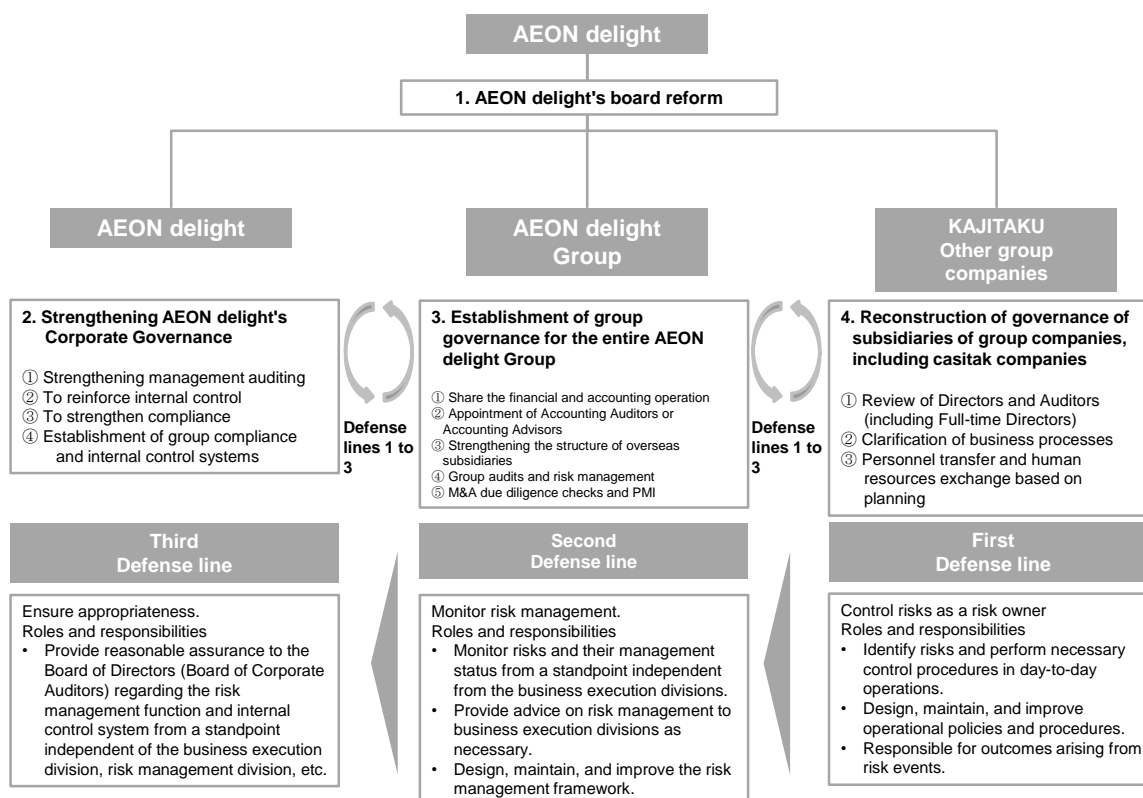 AEON delight
1. AEON delight's board reform
AEON delight
AEON delight
Group
KAJITAKU
Other group
companies
2. Strengthening AEON delight's
Corporate Governance
① Strengthening management auditing
② To reinforce internal control
③ To strengthen compliance
④ Establishment of group compliance
and internal control systems
Defense
lines 1 to
3
3. Establishment of group
governance for the entire AEON
delight Group
① Share the financial and accounting operation
② Appointment of Accounting Auditors or
Accounting Advisors
③ Strengthening the structure of overseas
subsidiaries
④ Group audits and risk management
⑤ M&A due diligence checks and PMI
Defense
lines 1 to
3
4. Reconstruction of governance of
subsidiaries of group companies,
including casitak companies
① Review of Directors and Auditors
(including Full-time Directors)
② Clarification of business processes
③ Personnel transfer and human
resources exchange based on
planning
Third
Defense line
Second
Defense line
First
Defense line
Ensure appropriateness.
Roles and responsibilities
• Provide reasonable assurance to the
Board of Directors (Board of Corporate
Auditors) regarding the risk
management function and internal
control system from a standpoint
independent of the business execution
division, risk management division, etc.
Monitor risk management.
Roles and responsibilities
• Monitor risks and their management
status from a standpoint independent
from the business execution divisions.
• Provide advice on risk management to
business execution divisions as
necessary.
• Design, maintain, and improve the risk
management framework.
Control risks as a risk owner
Roles and responsibilities
• Identify risks and perform necessary
control procedures in day-to-day
operations.
• Design, maintain, and improve
operational policies and procedures.
• Responsible for outcomes arising from
risk events.